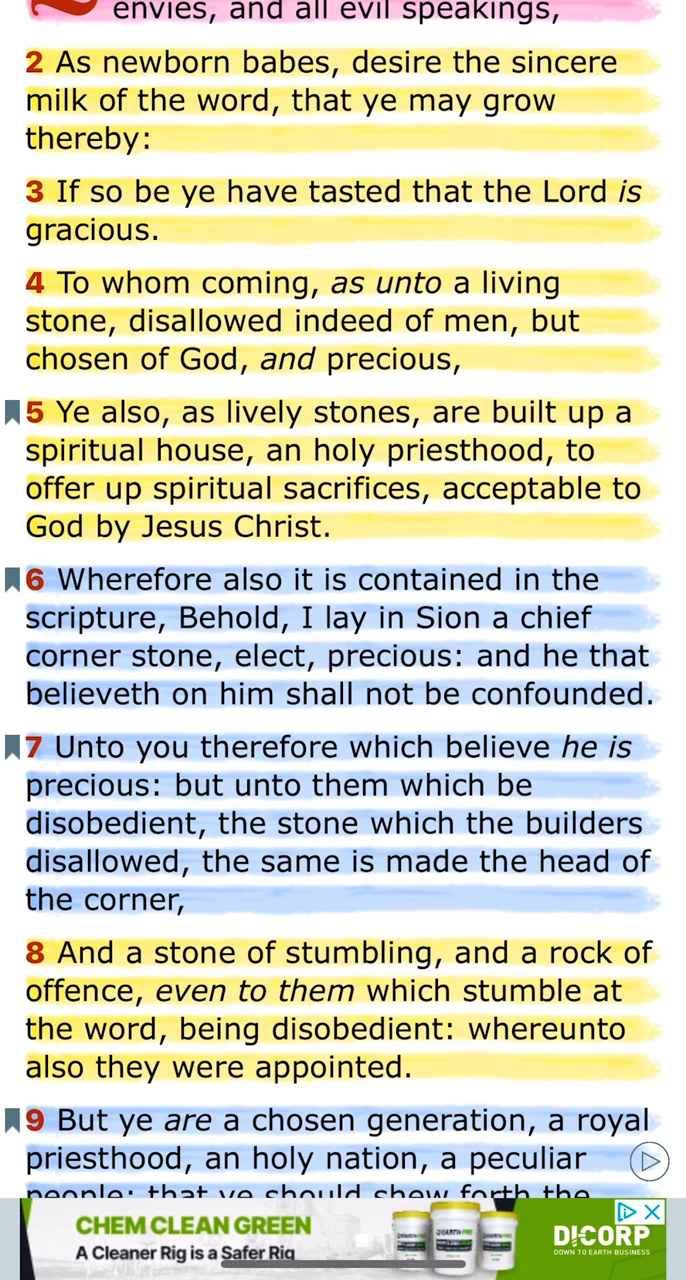 envies, and all evil speakings,
2 As newborn babes, desire the sincere
milk of the word, that ye may grow
thereby:
3 If so be ye have tasted that the Lord is
gracious.
4 To whom coming, as unto a living
stone, disallowed indeed of men, but
chosen of God, and precious,
5 Ye also, as lively stones, are built up a
spiritual house, an holy priesthood, to
offer up spiritual sacrifices, acceptable to
God by Jesus Christ.
6 Wherefore also it is contained in the
scripture, Behold, I lay in Sion a chief
corner stone, elect, precious: and he that
believeth on him shall not be confounded.
7 Unto you therefore which believe he is
precious: but unto them which be
disobedient, the stone which the builders
disallowed, the same is made the head of
the corner,
8 And a stone of stumbling, and a rock of
offence, even to them which stumble at
the word, being disobedient: whereunto
also they were appointed.
9 But ye are a chosen generation, a royal
priesthood, an holy nation, a peculiar
people; that ye should shew forth the
CHEM CLEAN GREEN
A Cleaner Rig is a Safer Rig
DICORP
DOWN TO EARTH BUSINESS